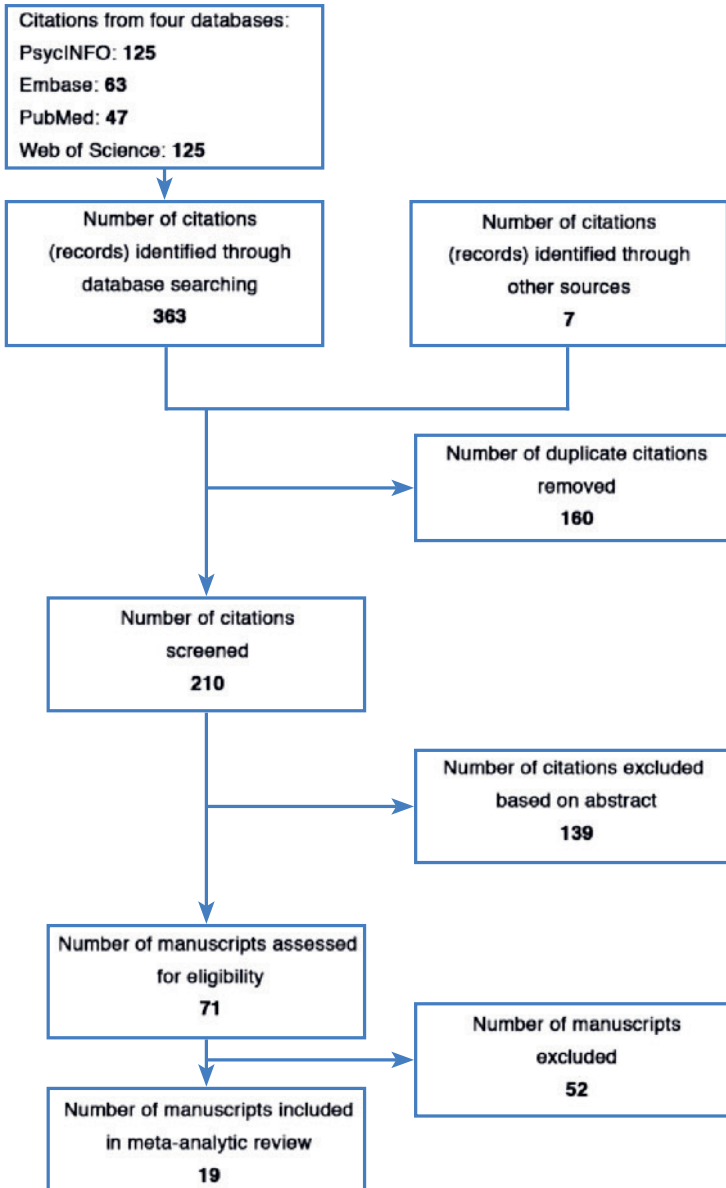 Citations from four databases:
PsycINFO: 125
Embase: 63
PubMed: 47
Web of Science: 125
Number of citations
(records) identified through
database searching
363
Number of citations
(records) identified through
other sources
7
Number of duplicate citations
removed
160
Number of citations
screened
210
Number of citations excluded
based on abstract
139
Number of manuscripts assessed
for eligibility
71
Number of manuscripts
excluded
52
Number of manuscripts included
in meta-analytic review
19